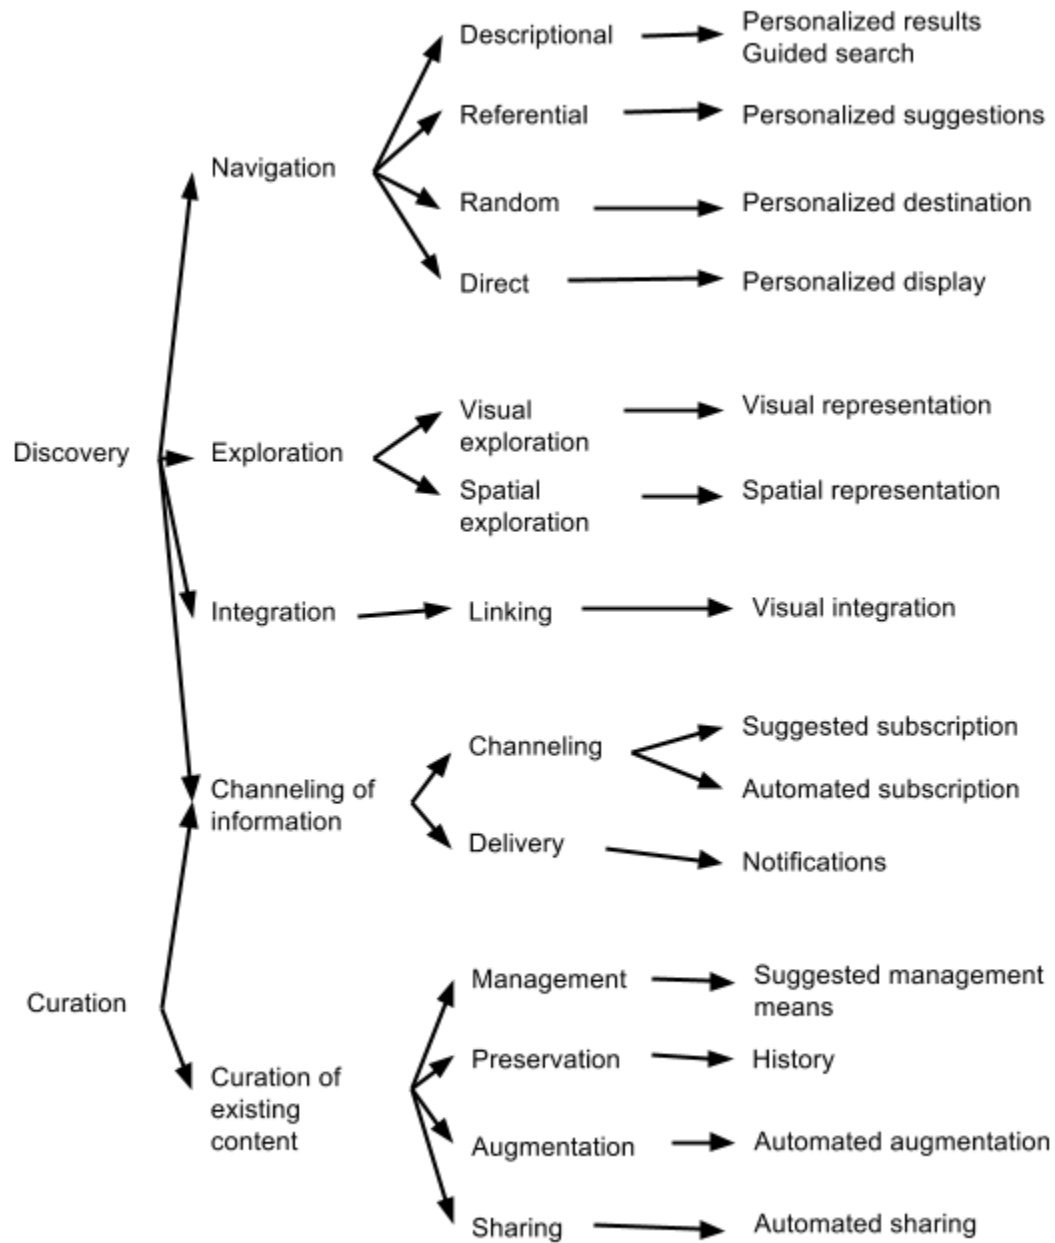 Descriptional
Personalized results
Guided search
Referential
Personalized suggestions
Navigation
Random
Personalized destination
Direct
Personalized display
Discovery
Exploration
Visual
exploration
Visual representation
Spatial
exploration
Spatial representation
Integration
Linking
Visual integration
Channeling of
information
Channeling
Suggested subscription
Automated subscription
Delivery
Notifications
Curation
Management
Suggested management
means
Preservation
History
Curation of
existing
content
Augmentation
Automated augmentation
Sharing
Automated sharing